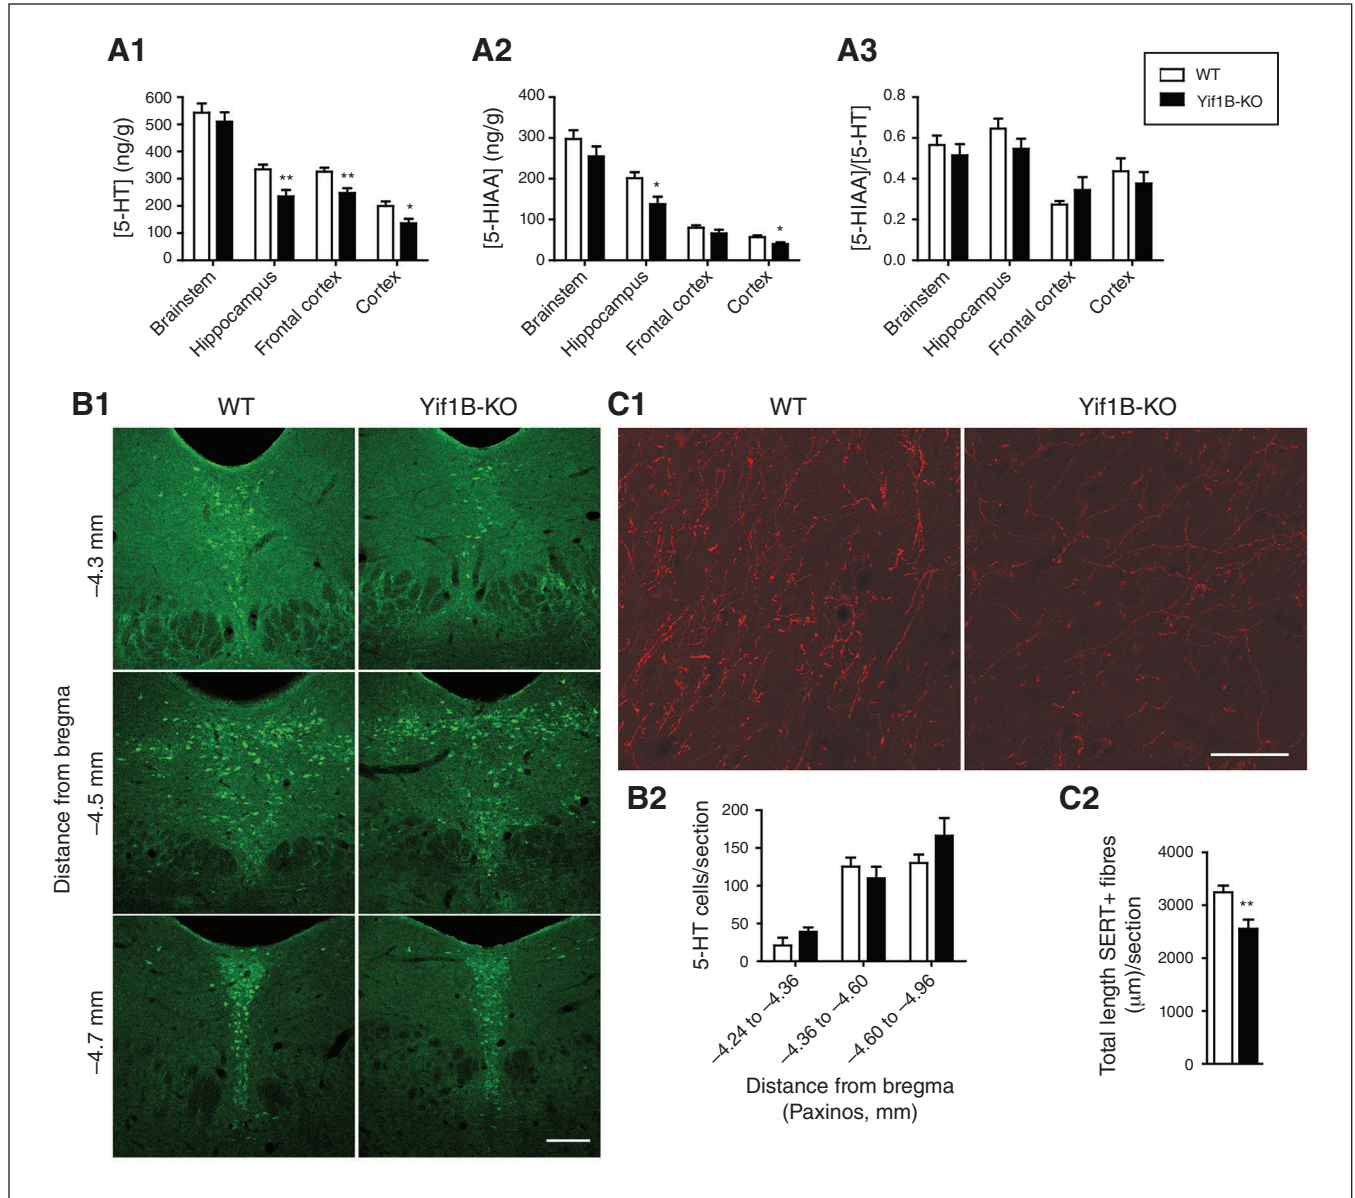 A1
A2
A3
WT
Yif1B-KO
[5-HT] (ng/g)
600
500
400
300
200
100
0
**
**
*
Brainstem
Hippocampus
Frontal cortex
Cortex
[5-HIAA] (ng/g)
400
300
200
100
0
*
*
Brainstem
Hippocampus
Frontal cortex
Cortex
[5-HIAA]/[5-HT]
0.8
0.6
0.4
0.2
0.0
Brainstem
Hippocampus
Frontal cortex
Cortex
B1
WT
Yif1B-KO
Distance from bregma
–4.3 mm
–4.5 mm
–4.7 mm
C1
WT
Yif1B-KO
B2
5-HT cells/section
200
150
100
50
0
–4.24 to –4.36
–4.36 to –4.60
–4.60 to –4.96
Distance from bregma
(Paxinos, mm)
C2
Total length SERT+ fibres
(μm)/section
4000
3000
2000
1000
0
**